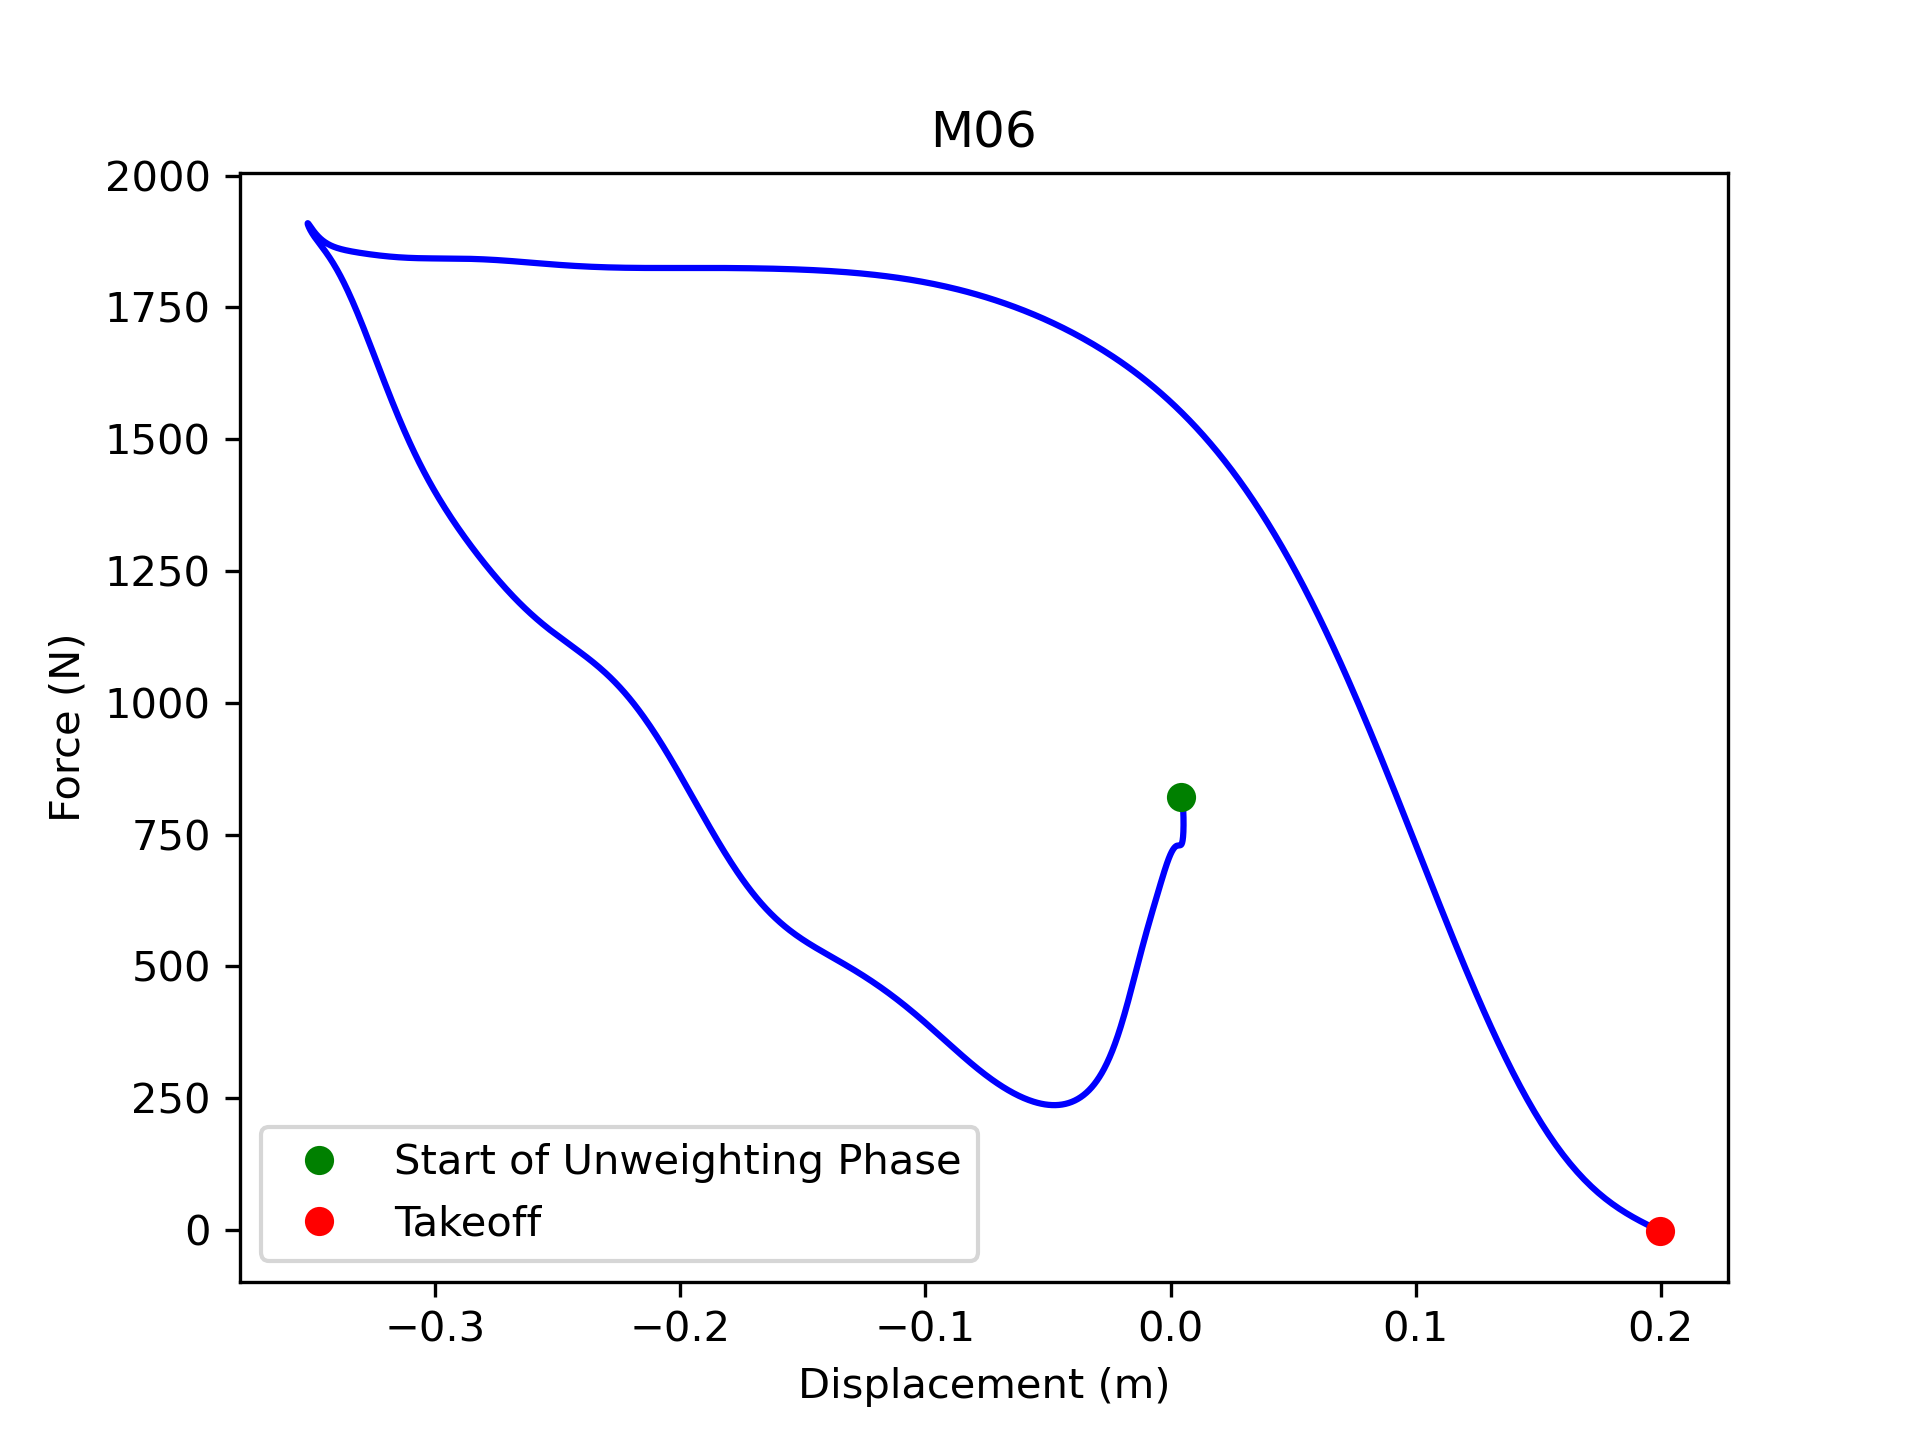 M06
2000
1750
1500
1250
1000
750
500
250
0
Force (N)
Start of Unweighting Phase
Takeoff
−0.3 −0.2 −0.1 0.0 0.1 0.2
Displacement (m)